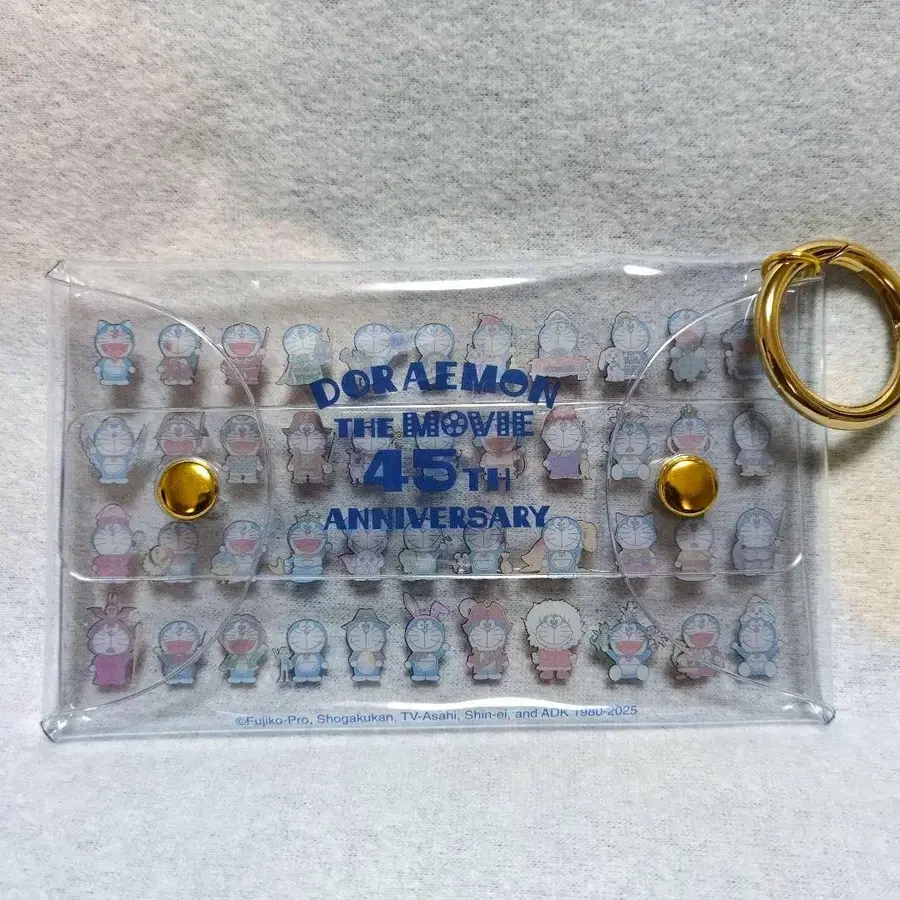 DORAEMON
THE MOVIE
45TH
ANNIVERSARY
©Fujiko-Pro, Shogakukan, TV-Asahi, Shin-ei, and ADK 1980-2025